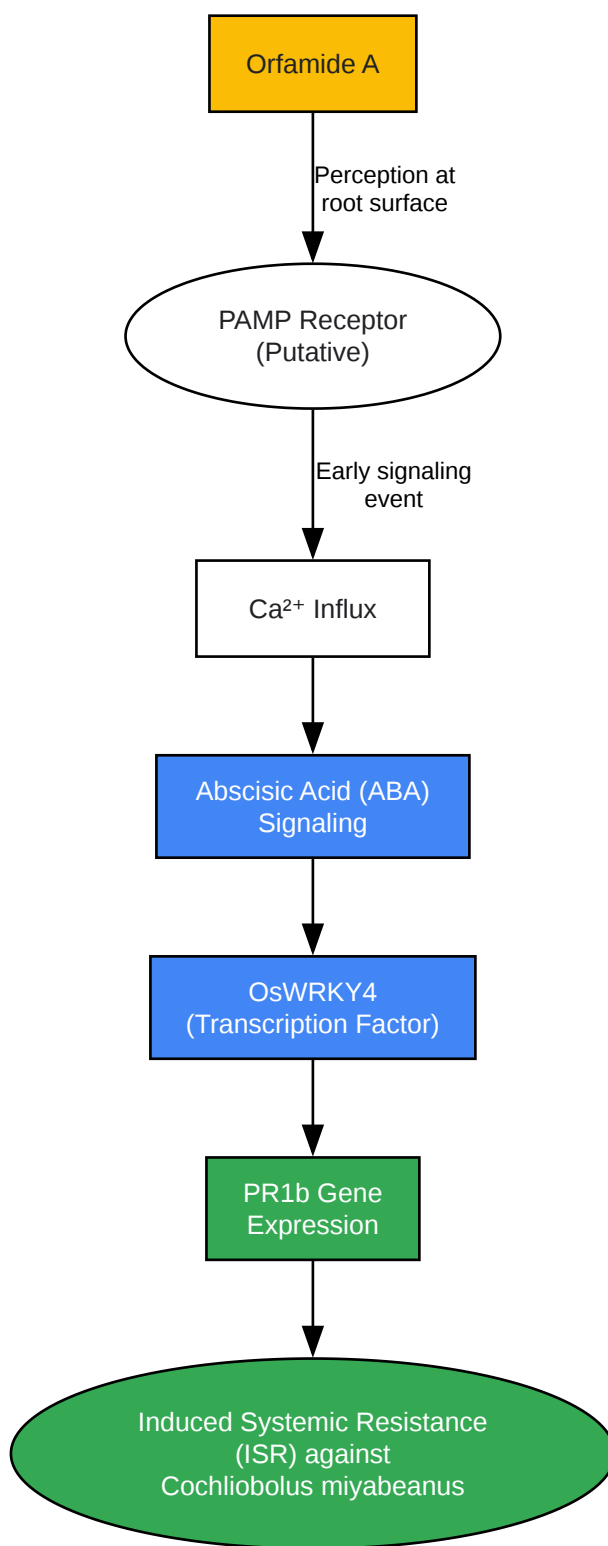 Orfamide A
Perception at
root surface
PAMP Receptor
(Putative)
Early signaling
event
Ca²⁺ Influx
Abscisic Acid (ABA)
Signaling
OsWRKY4
(Transcription Factor)
PR1b Gene
Expression
Induced Systemic Resistance
(ISR) against
Cochliobolus miyabeanus